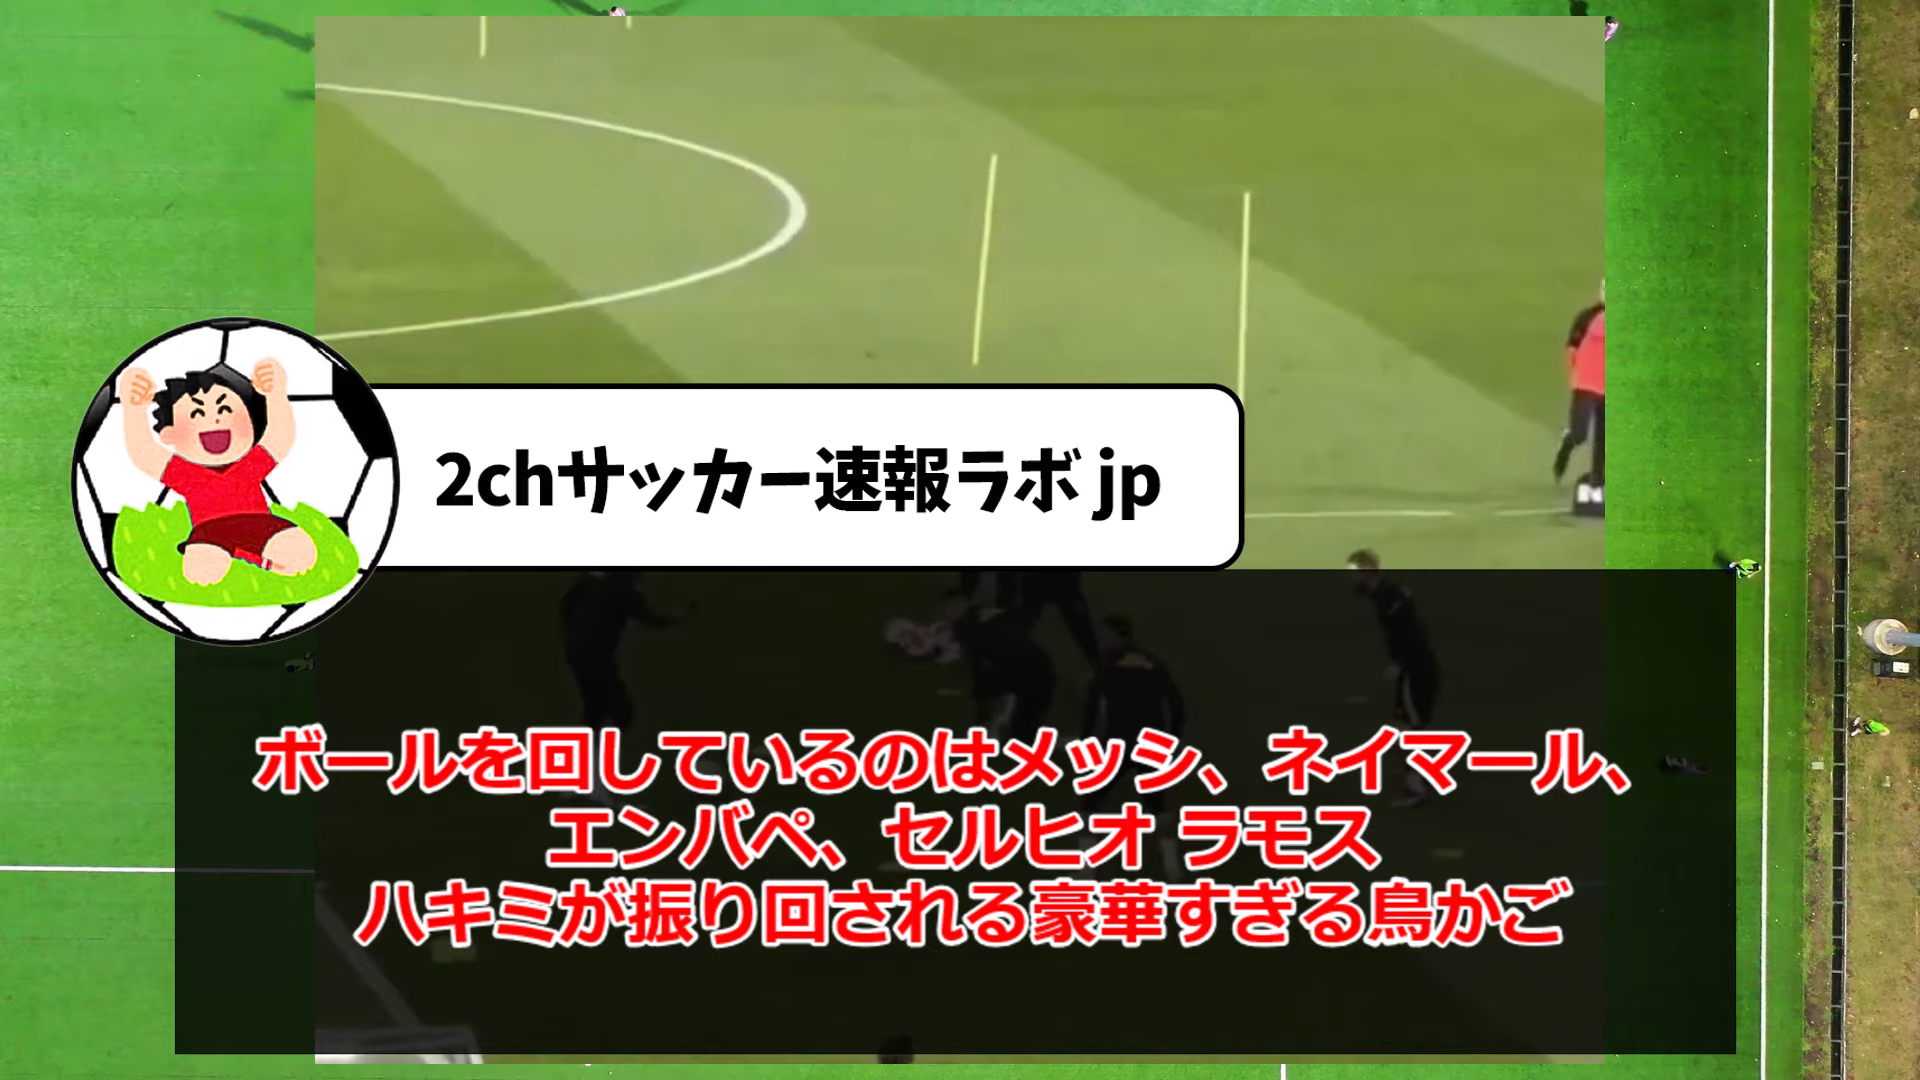 2chサッカー速報ラボ jp
ボールを回しているのはメッシ、ネイマール、
エンバペ、セルヒオ ラモス
ハキミが振り回される豪華すぎる鳥かご